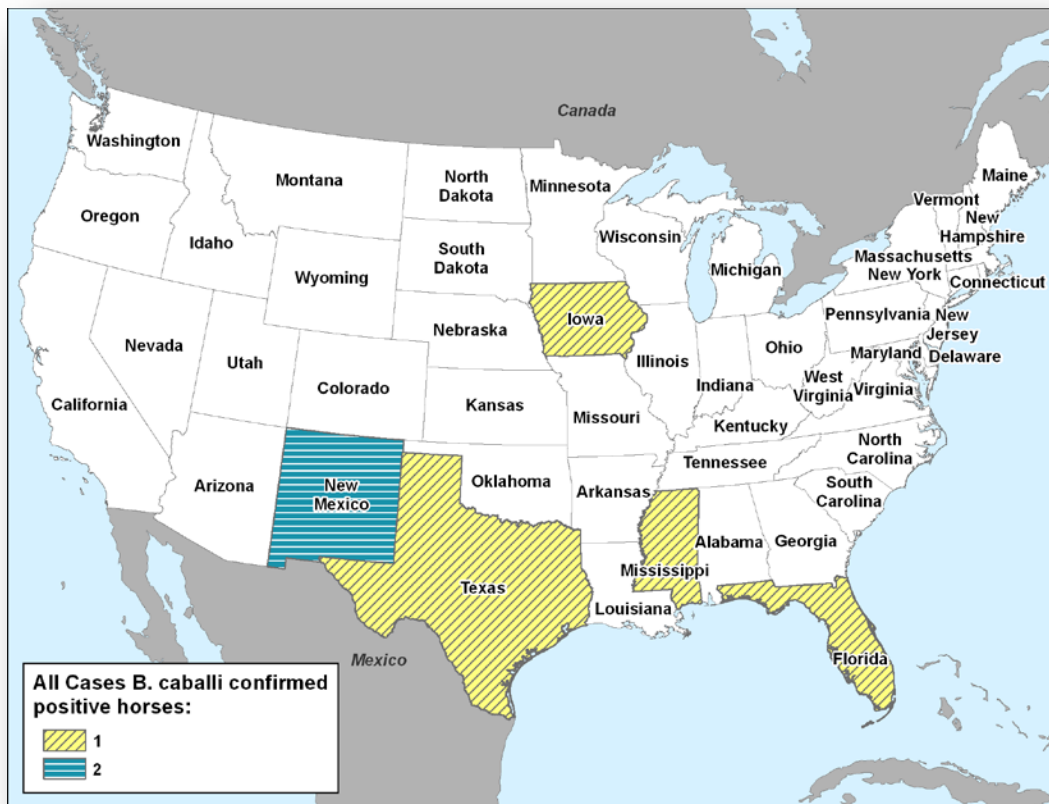 Canada
Washington
Montana
North
Dakota
Minnesota
Maine
Vermont
New
Hampshire
Oregon
Idaho
South
Dakota
Wisconsin
Michigan
Massachusetts
New York
Connecticut
Wyoming
Iowa
Nebraska
Pennsylvania
New
Jersey
Nevada
Utah
Colorado
Illinois
Indiana
Ohio
Maryland
Delaware
West
Virginia
Virginia
California
Kansas
Missouri
Kentucky
North
Carolina
Arizona
New
Mexico
Oklahoma
Arkansas
Tennessee
South
Carolina
Texas
Mississippi
Alabama
Georgia
Louisiana
Florida
Mexico
All Cases B. caballi confirmed
positive horses:
1
2